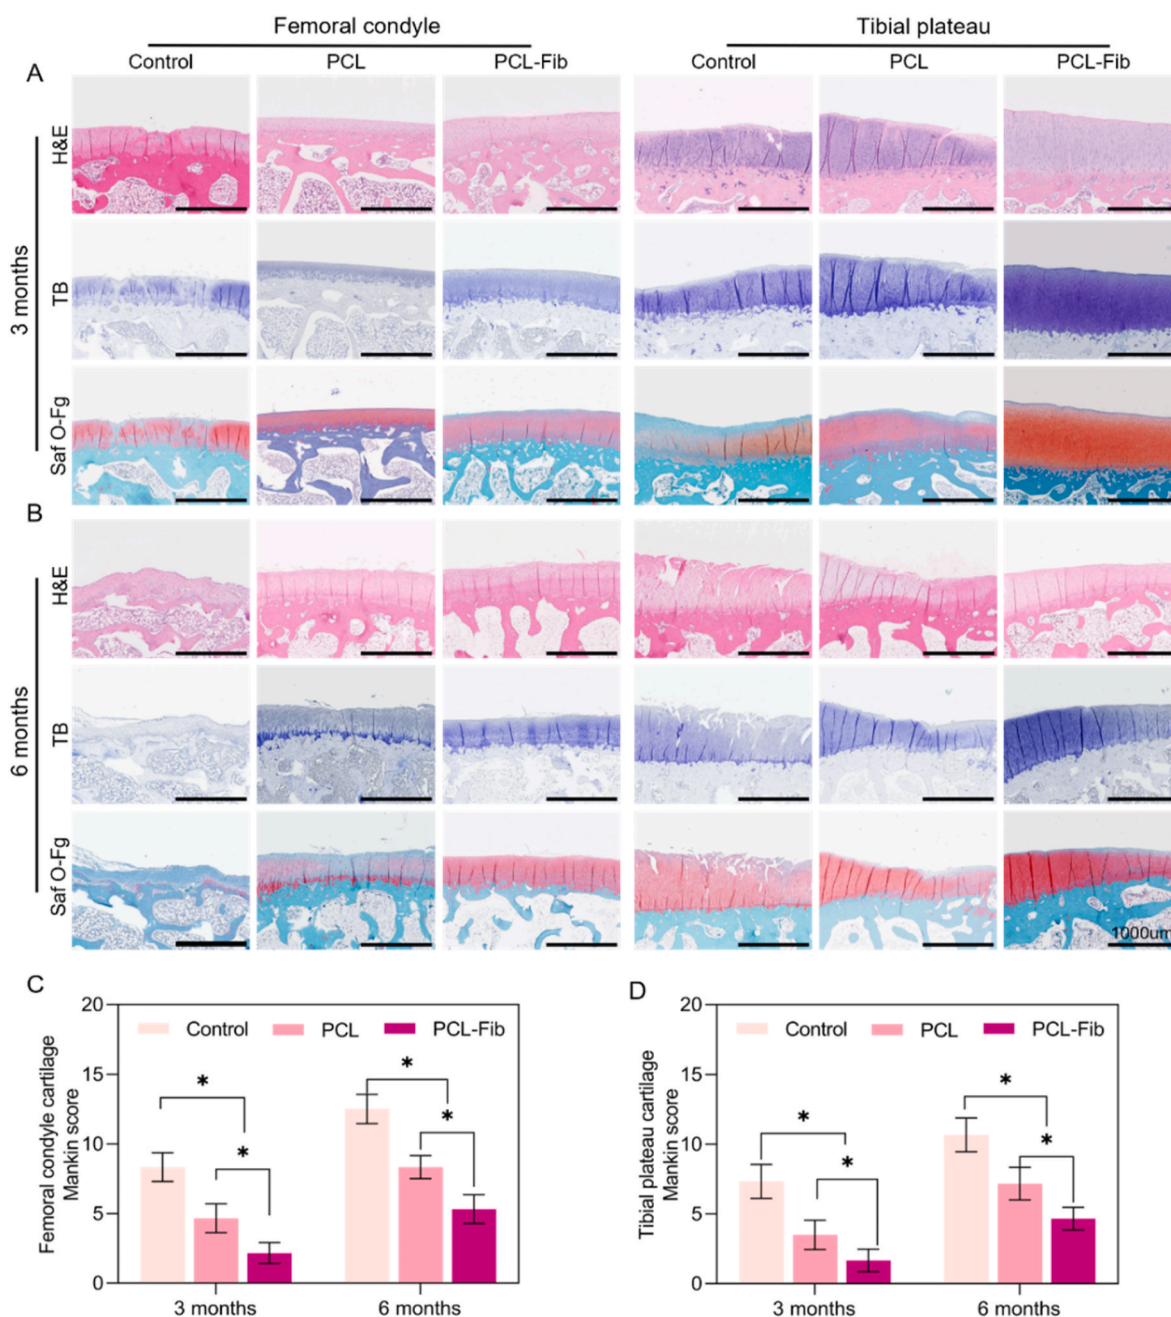 Femoral condyle Tibial plateau
A Control PCL PCL-Fib Control PCL PCL-Fib
3 months
H&E
TB
Saf O-Fg
B
6 months
H&E
TB
Saf O-Fg
1000um
C
Femoral condyle cartilage
Mankin score
20
15
10
5
0
Control PCL PCL-Fib
* * * *
3 months 6 months
D
Tibial plateau cartilage
Mankin score
20
15
10
5
0
Control PCL PCL-Fib
* * * *
3 months 6 months